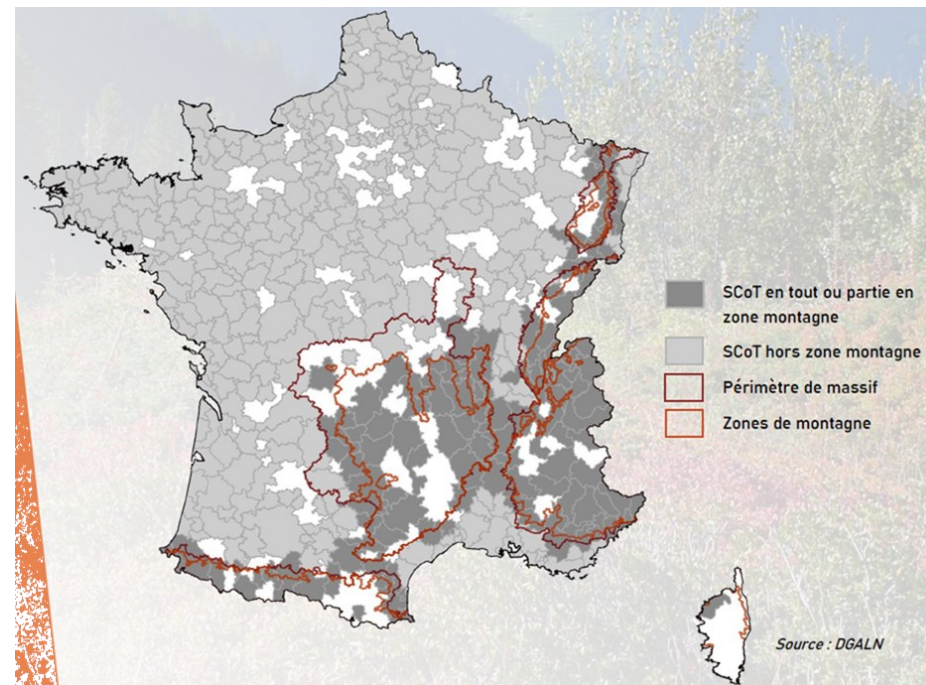 SCoT en tout ou partie en
zone montagne
SCoT hors zone montagne
Périmètre de massif
Zones de montagne
Source : DGALN